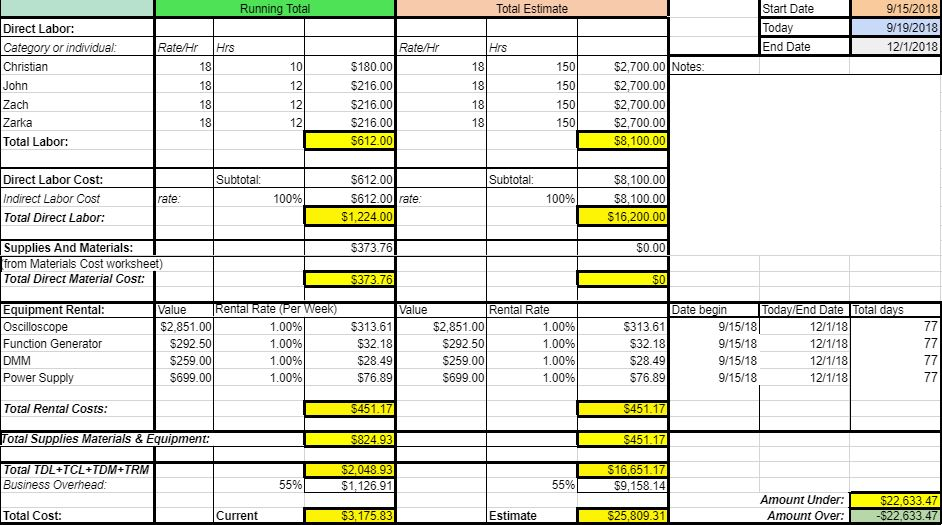 Running Total Total Estimate Start Date 9/15/2018
Direct Labor: Today 9/19/2018
Category or individual: Rate/Hr Hrs Rate/Hr Hrs End Date 12/1/2018
Christian 18 10 $180.00 18 150 $2,700.00 Notes:
John 18 12 $216.00 18 150 $2,700.00
Zach 18 12 $216.00 18 150 $2,700.00
Zarka 18 12 $216.00 18 150 $2,700.00
Total Labor: $612.00 $8,100.00
Direct Labor Cost: Subtotal: $612.00 Subtotal: $8,100.00
Indirect Labor Cost rate: 100% $612.00 rate: 100% $8,100.00
Total Direct Labor: $1,224.00 $16,200.00
Supplies And Materials: $373.76 $0.00
(from Materials Cost worksheet)
Total Direct Material Cost: $373.76 $0
Equipment Rental: Value Rental Rate (Per Week) Value Rental Rate Date begin Today/End Date Total days
Oscilloscope $2,851.00 1.00% $313.61 $2,851.00 1.00% $313.61 9/15/18 12/1/18 77
Function Generator $292.50 1.00% $32.18 $292.50 1.00% $32.18 9/15/18 12/1/18 77
DMM $259.00 1.00% $28.49 $259.00 1.00% $28.49 9/15/18 12/1/18 77
Power Supply $699.00 1.00% $76.89 $699.00 1.00% $76.89 9/15/18 12/1/18 77
Total Rental Costs: $451.17 $451.17
Total Supplies Materials & Equipment: $824.93 $451.17
Total TDL+TCL+TDM+TRM $2,048.93 $16,651.17
Business Overhead: 55% $1,126.91 55% $9,158.14
Amount Under: $22,633.47
Total Cost: Current $3,175.83 Estimate $25,809.31 Amount Over: -$22,633.47